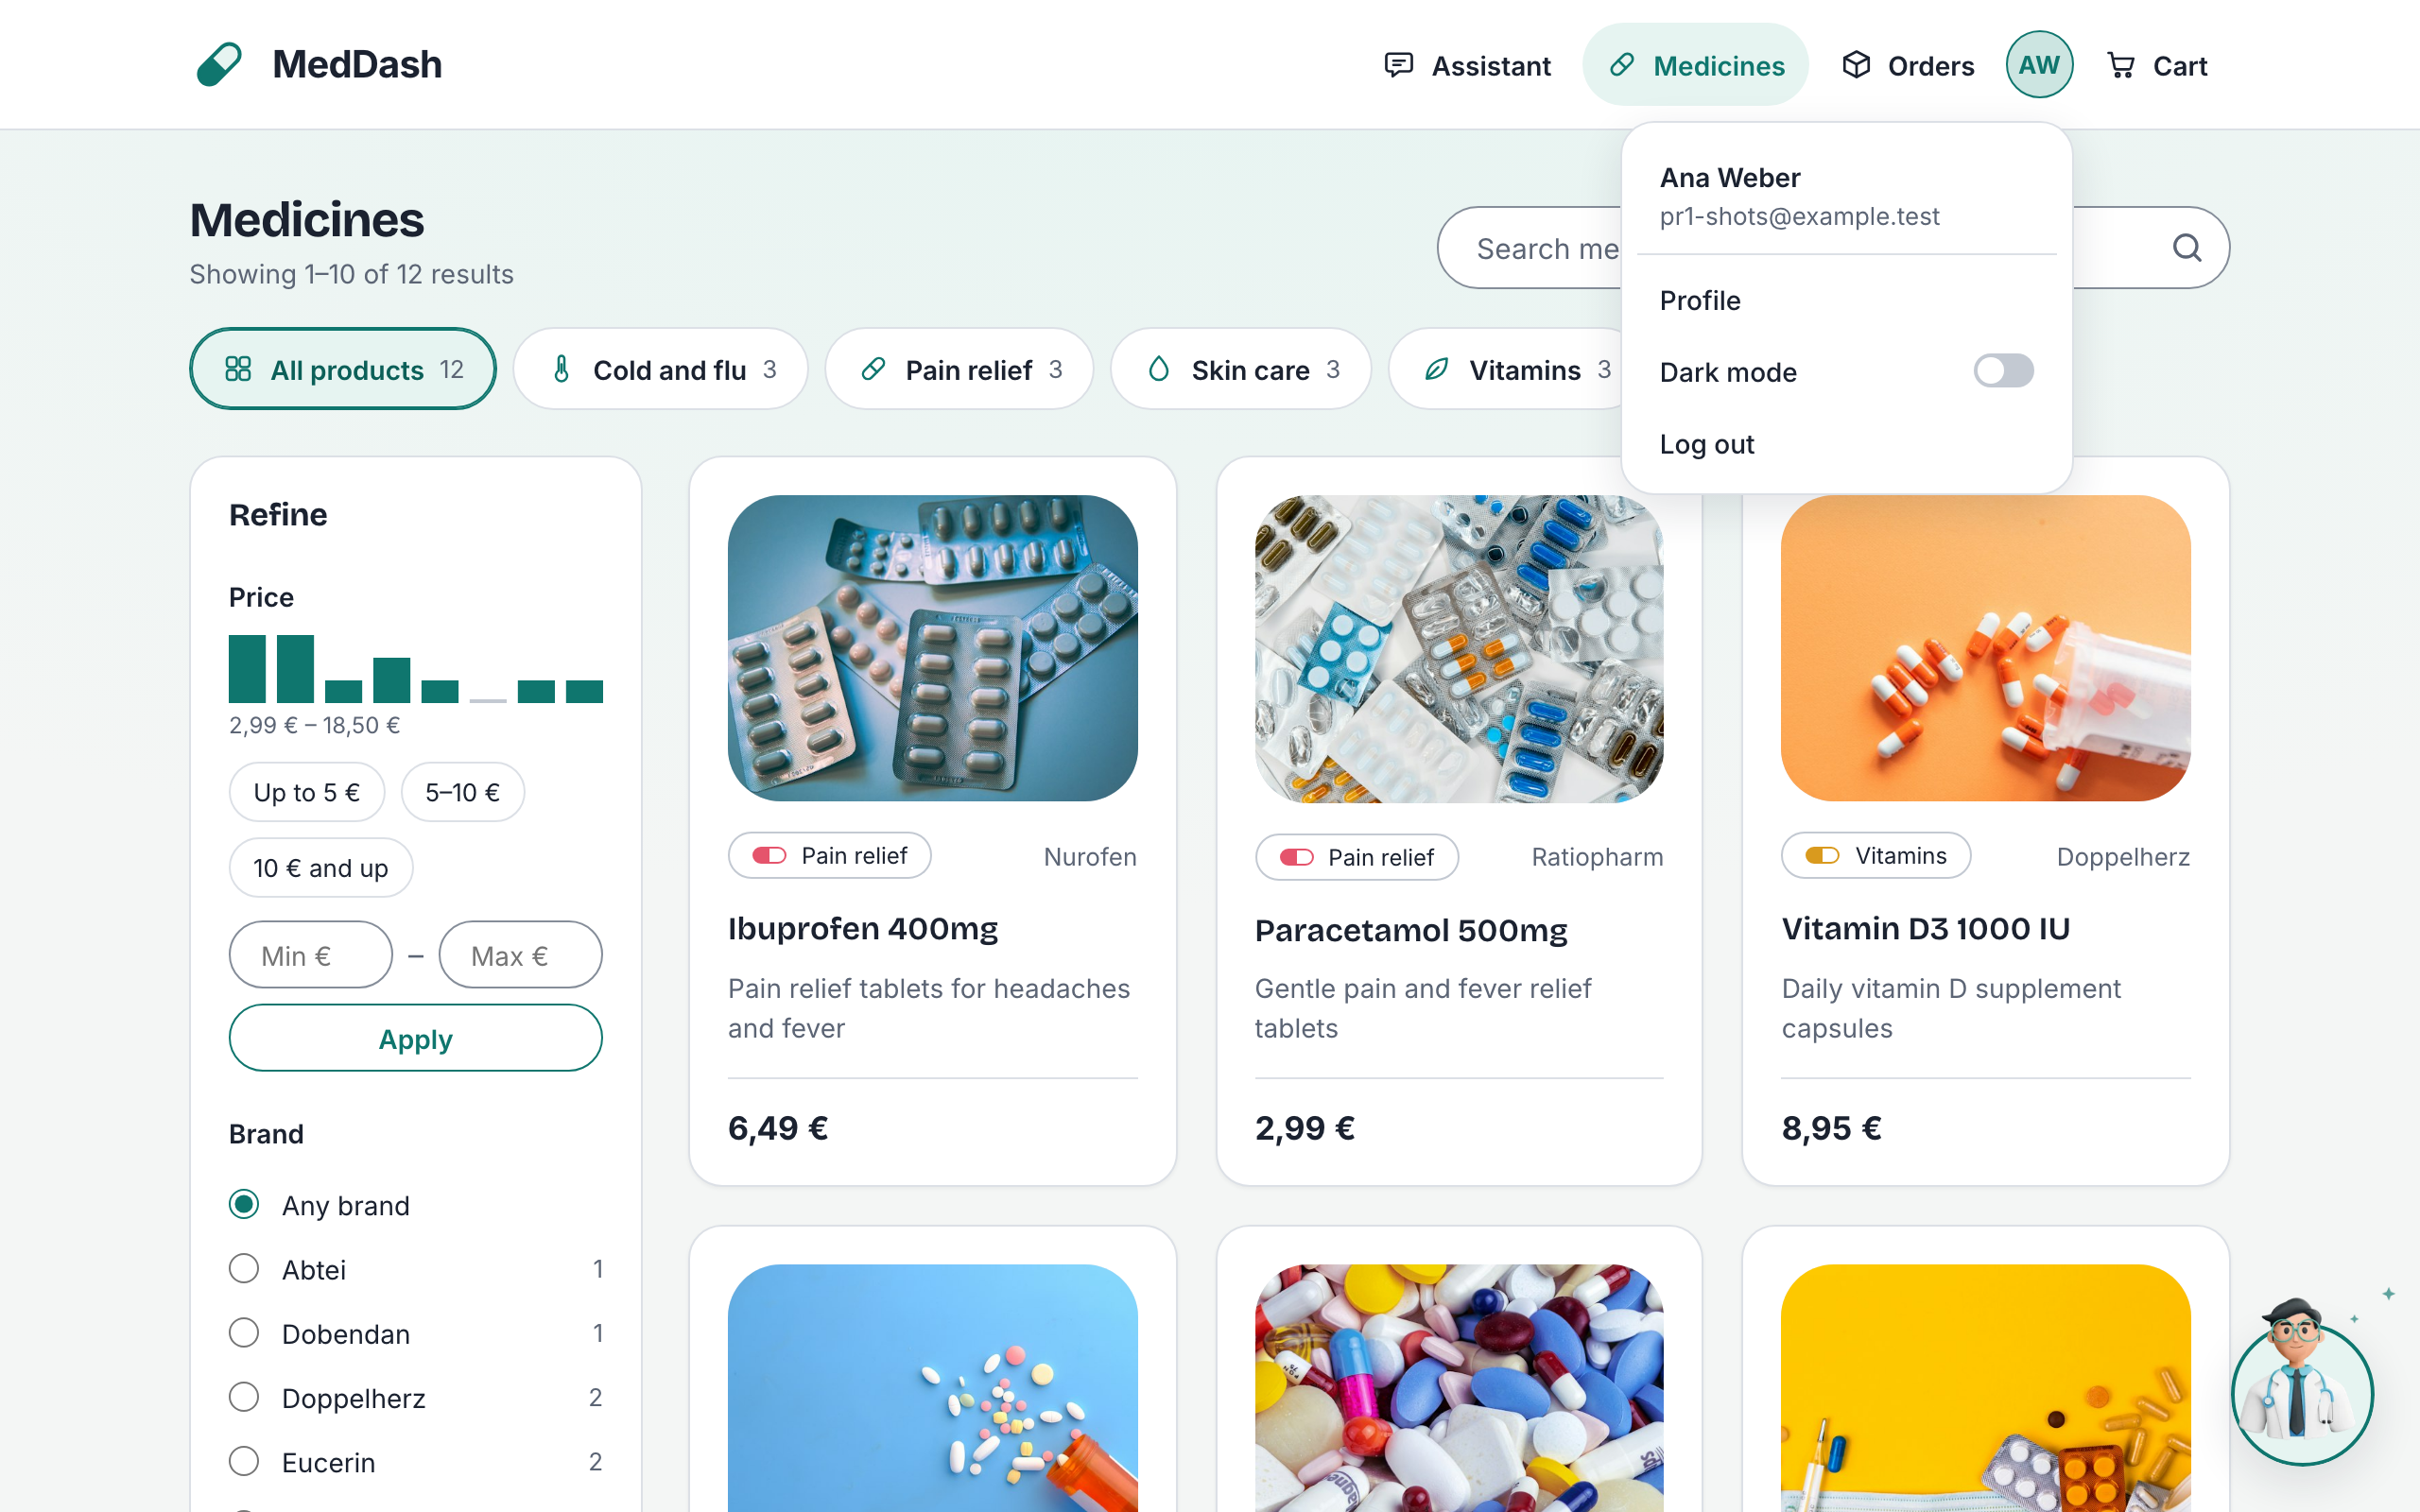 MedDash
Assistant
Medicines
Orders
AW
Cart
Ana Weber
pr1-shots@example.test
Profile
Dark mode
Log out
Medicines
Showing 1–10 of 12 results
Search me
All products 12
Cold and flu 3
Pain relief 3
Skin care 3
Vitamins 3
Refine
Price
2,99 € – 18,50 €
Up to 5 €
5–10 €
10 € and up
Min € – Max €
Apply
Brand
Any brand
Abtei 1
Dobendan 1
Doppelherz 2
Eucerin 2
Pain relief Nurofen
Ibuprofen 400mg
Pain relief tablets for headaches
and fever
6,49 €
Pain relief Ratiopharm
Paracetamol 500mg
Gentle pain and fever relief
tablets
2,99 €
Vitamins Doppelherz
Vitamin D3 1000 IU
Daily vitamin D supplement
capsules
8,95 €